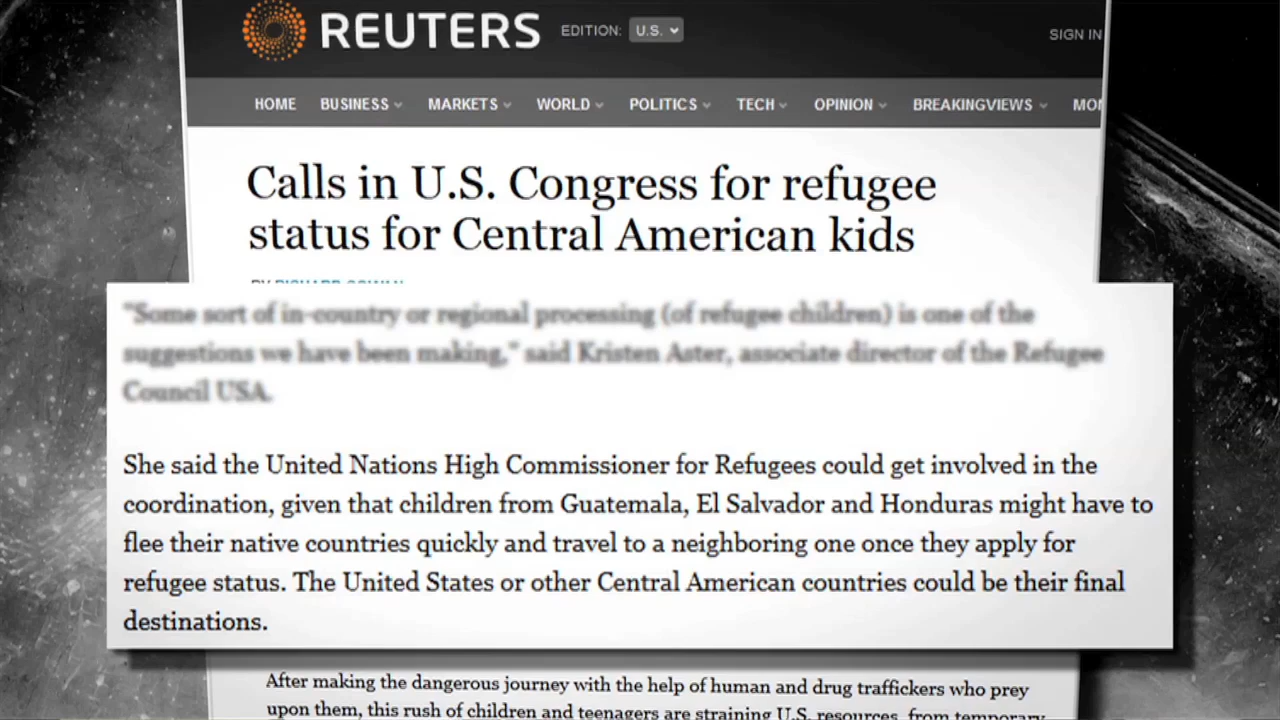 REUTERS EDITION: U.S. SIGN IN
HOME BUSINESS MARKETS WORLD POLITICS TECH OPINION BREAKINGVIEWS
Calls in U.S. Congress for refugee
status for Central American kids
"Some sort of in-country or regional processing (of refugee children) is one of the
suggestions we have been making," said Kristen Aster, associate director of the Refugee
Council USA.
She said the United Nations High Commissioner for Refugees could get involved in the
coordination, given that children from Guatemala, El Salvador and Honduras might have to
flee their native countries quickly and travel to a neighboring one once they apply for
refugee status. The United States or other Central American countries could be their final
destinations.
After making the dangerous journey with the help of human and drug traffickers who prey
upon them, this rush of children and teenagers are straining U.S. resources, from temporary